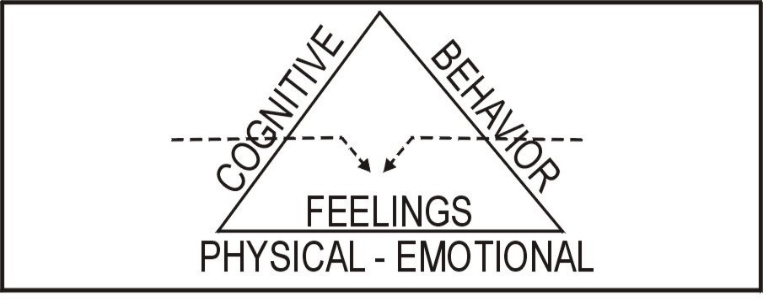 COGNITIVE
BEHAVIOR
FEELINGS
PHYSICAL - EMOTIONAL